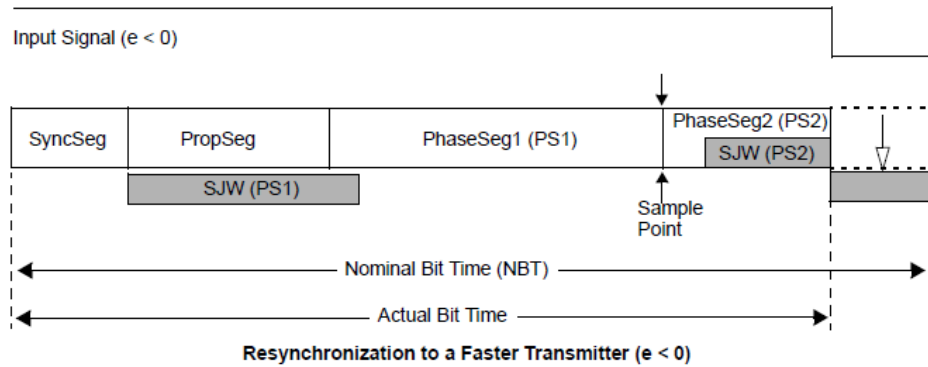 Input Signal (e < 0)
SyncSeg
PropSeg
PhaseSeg1 (PS1)
PhaseSeg2 (PS2)
SJW (PS2)
SJW (PS1)
Sample
Point
Nominal Bit Time (NBT)
Actual Bit Time
Resynchronization to a Faster Transmitter (e < 0)